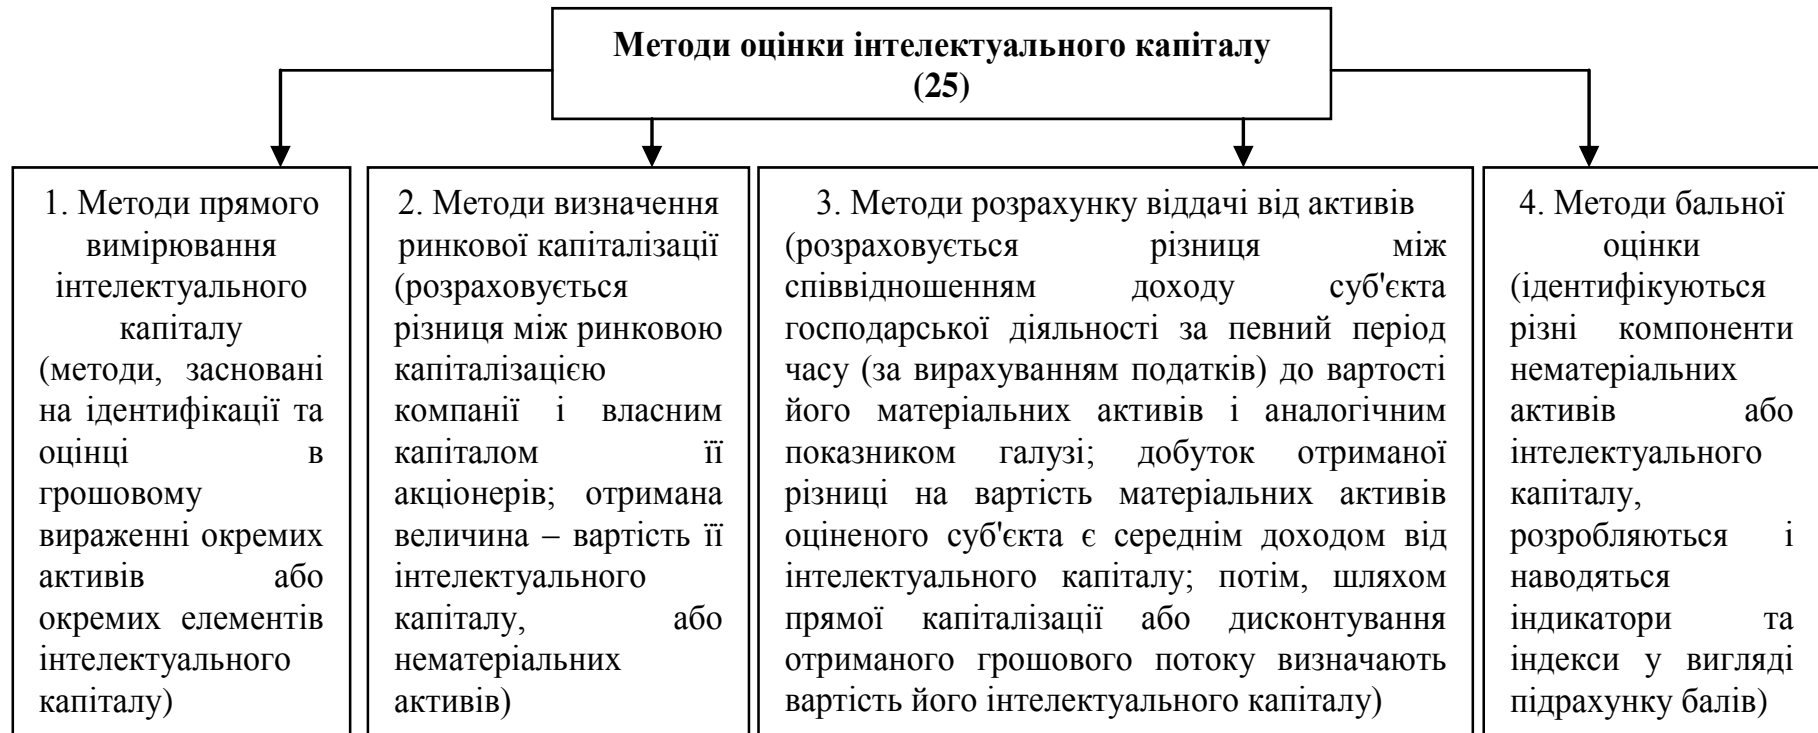 Методи оцінки інтелектуального капіталу
(25)
1. Методи прямого
вимірювання
інтелектуального
капіталу
(методи, засновані
на ідентифікації та
оцінці в
грошовому
вираженні окремих
активів або
окремих елементів
інтелектуального
капіталу)
2. Методи визначення
ринкової капіталізації
(розраховується
різниця між ринковою
капіталізацією
компанії і власним
капіталом її
акціонерів; отримана
величина – вартість її
інтелектуального
капіталу, або
нематеріальних
активів)
3. Методи розрахунку віддачі від активів
(розраховується різниця між
співвідношенням доходу суб'єкта
господарської діяльності за певний період
часу (за вирахуванням податків) до вартості
його матеріальних активів і аналогічним
показником галузі; добуток отриманої
різниці на вартість матеріальних активів
оціненого суб'єкта є середнім доходом від
інтелектуального капіталу; потім, шляхом
прямої капіталізації або дисконтування
отриманого грошового потоку визначають
вартість його інтелектуального капіталу)
4. Методи бальної
оцінки
(ідентифікуються
різні компоненти
нематеріальних
активів або
інтелектуального
капіталу,
розробляються і
наводяться
індикатори та
індекси у вигляді
підрахунку балів)